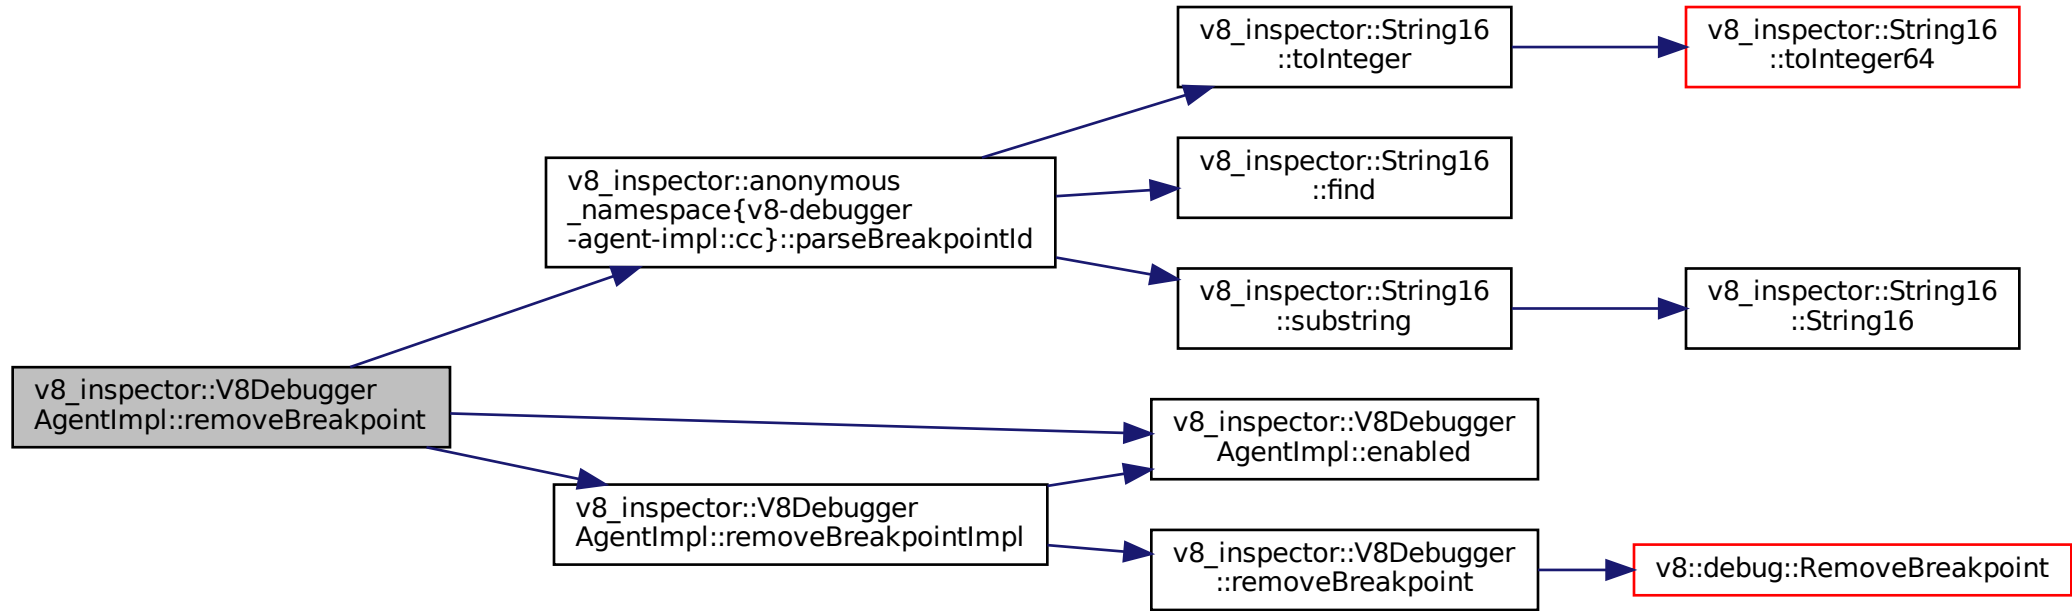 v8_inspector::V8Debugger
AgentImpl::removeBreakpoint
v8_inspector::anonymous
_namespace{v8-debugger
-agent-impl::cc}::parseBreakpointId
v8_inspector::String16
::toInteger
v8_inspector::String16
::toInteger64
v8_inspector::String16
::find
v8_inspector::String16
::substring
v8_inspector::String16
::String16
v8_inspector::V8Debugger
AgentImpl::enabled
v8_inspector::V8Debugger
AgentImpl::removeBreakpointImpl
v8_inspector::V8Debugger
::removeBreakpoint
v8::debug::RemoveBreakpoint